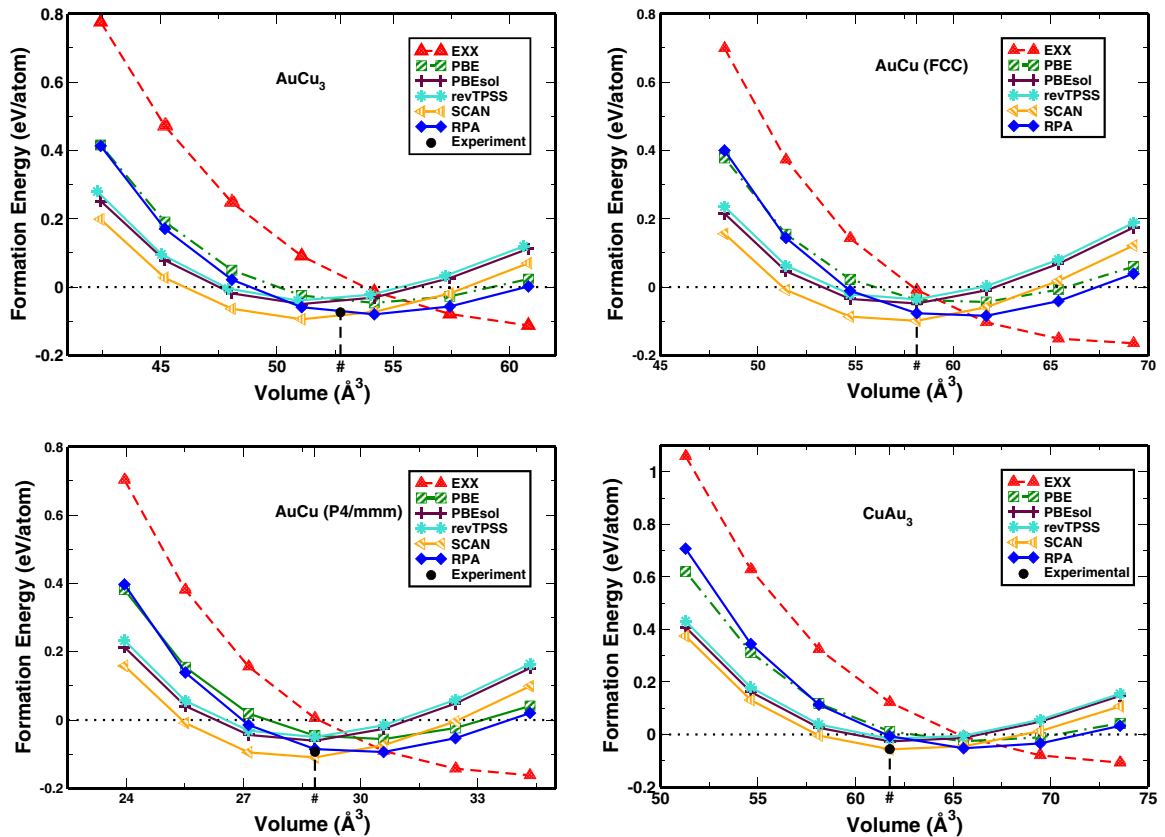 0.8
0.6
0.4
0.2
0
-0.2
Formation Energy (eV/atom)
AuCu3
EXX
PBE
PBEsol
revTPSS
SCAN
RPA
Experiment
45
50
#
55
60
Volume (Å^3)
0.8
0.6
0.4
0.2
0
-0.2
Formation Energy (eV/atom)
AuCu (FCC)
EXX
PBE
PBEsol
revTPSS
SCAN
RPA
45
50
55
#
60
65
70
Volume (Å^3)
0.8
0.6
0.4
0.2
0
-0.2
Formation Energy (eV/atom)
AuCu (P4/mmm)
EXX
PBE
PBEsol
revTPSS
SCAN
RPA
Experiment
24
27
#
30
33
Volume (Å^3)
1
0.8
0.6
0.4
0.2
0
-0.2
Formation Energy (eV/atom)
CuAu3
EXX
PBE
PBEsol
revTPSS
SCAN
RPA
Experimental
50
55
60
#
65
70
75
Volume (Å^3)